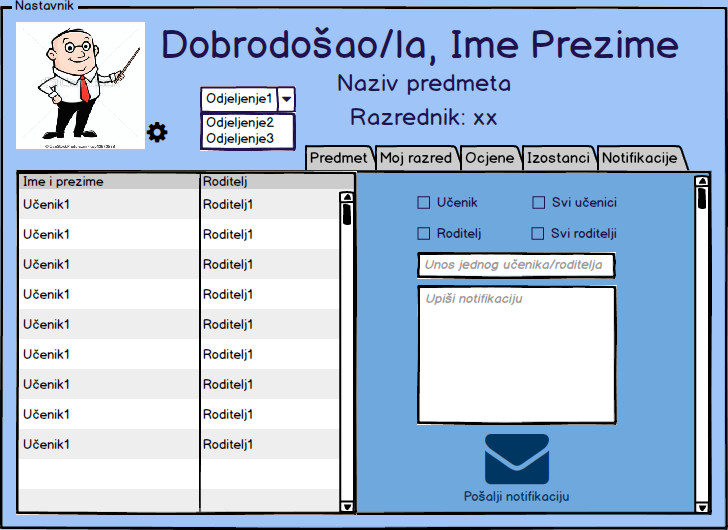 Nastavnik
Dobrodošao/la, Ime Prezime
Naziv predmeta
Razrednik: xx
Odjeljenje1
Odjeljenje2
Odjeljenje3
Predmet Moj razred Ocjene Izostanci Notifikacije
Ime i prezime Roditelj
Učenik1 Roditelj1
Učenik1 Roditelj1
Učenik1 Roditelj1
Učenik1 Roditelj1
Učenik1 Roditelj1
Učenik1 Roditelj1
Učenik1 Roditelj1
Učenik1 Roditelj1
Učenik1 Roditelj1
Učenik Svi učenici
Roditelj Svi roditelji
Unos jednog učenika/roditelja
Upiši notifikaciju
Pošalji notifikaciju